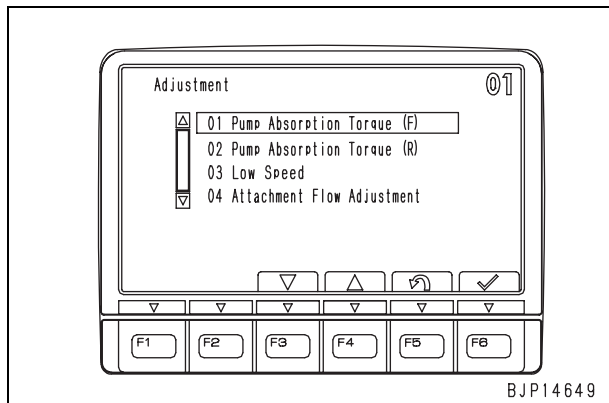 Adjustment 01
01 Pump Absorption Torque (F)
02 Pump Absorption Torque (R)
03 Low Speed
04 Attachment Flow Adjustment
F1 F2 F3 F4 F5 F6
BJP14649